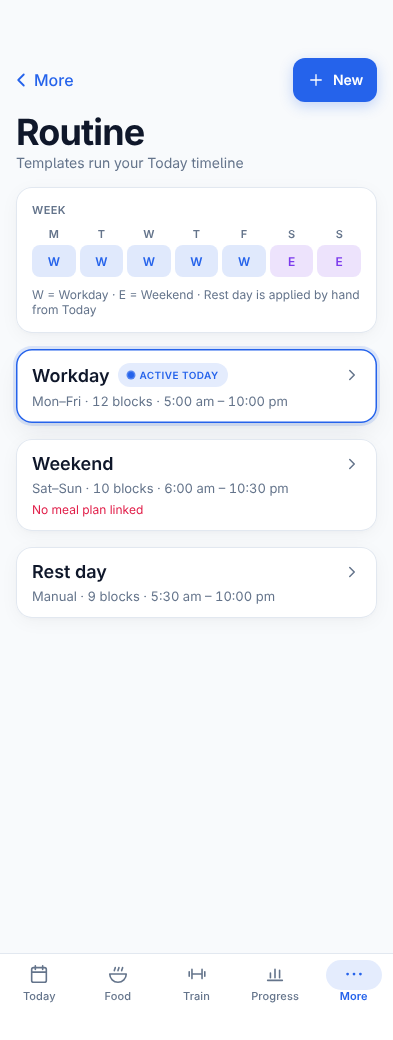 More
New
Routine
Templates run your Today timeline
WEEK
M T W T F S S
W W W W W E E
W = Workday · E = Weekend · Rest day is applied by hand
from Today
Workday ACTIVE TODAY
Mon–Fri · 12 blocks · 5:00 am – 10:00 pm
Weekend
Sat–Sun · 10 blocks · 6:00 am – 10:30 pm
No meal plan linked
Rest day
Manual · 9 blocks · 5:30 am – 10:00 pm
Today Food Train Progress More